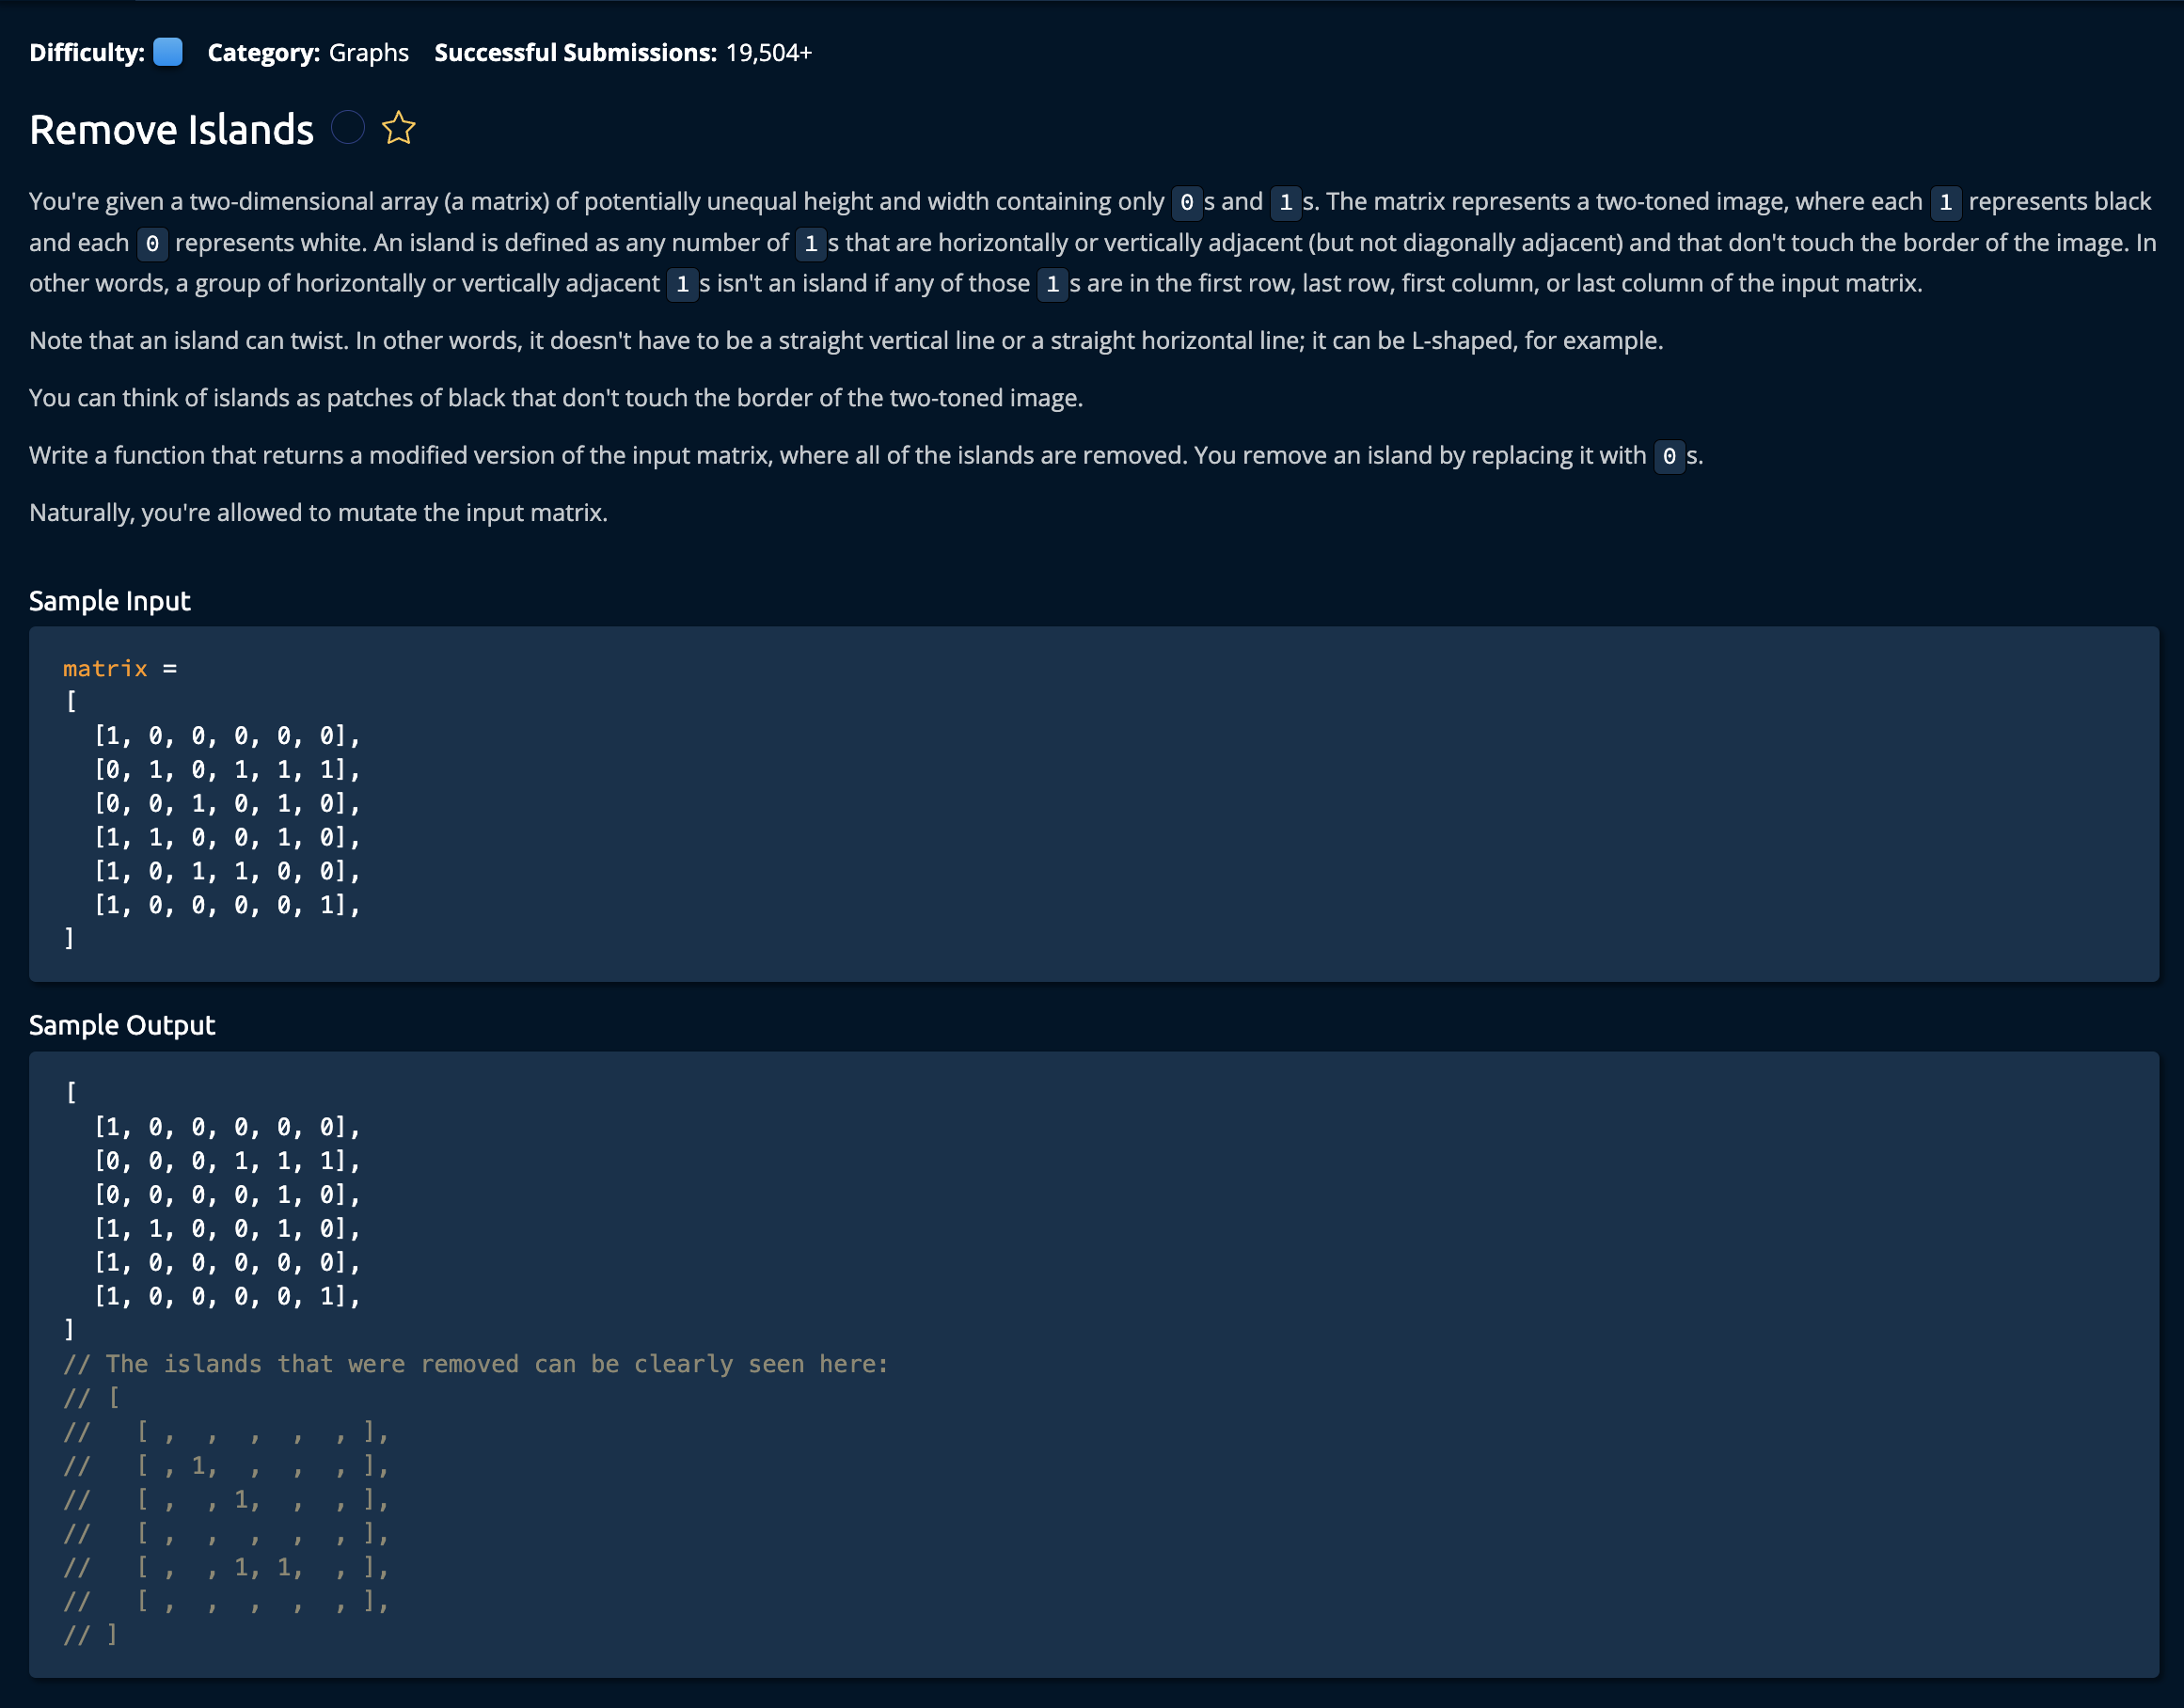 Difficulty: Category: Graphs Successful Submissions: 19,504+
Remove Islands
You're given a two-dimensional array (a matrix) of potentially unequal height and width containing only 0s and 1s. The matrix represents a two-toned image, where each 1 represents black
and each 0 represents white. An island is defined as any number of 1s that are horizontally or vertically adjacent (but not diagonally adjacent) and that don't touch the border of the image. In
other words, a group of horizontally or vertically adjacent 1s isn't an island if any of those 1s are in the first row, last row, first column, or last column of the input matrix.
Note that an island can twist. In other words, it doesn't have to be a straight vertical line or a straight horizontal line; it can be L-shaped, for example.
You can think of islands as patches of black that don't touch the border of the two-toned image.
Write a function that returns a modified version of the input matrix, where all of the islands are removed. You remove an island by replacing it with 0s.
Naturally, you're allowed to mutate the input matrix.
Sample Input
matrix =
[
  [1, 0, 0, 0, 0, 0],
  [0, 1, 0, 1, 1, 1],
  [0, 0, 1, 0, 1, 0],
  [1, 1, 0, 0, 1, 0],
  [1, 0, 1, 1, 0, 0],
  [1, 0, 0, 0, 0, 1],
]
Sample Output
[
  [1, 0, 0, 0, 0, 0],
  [0, 0, 0, 1, 1, 1],
  [0, 0, 0, 0, 1, 0],
  [1, 1, 0, 0, 1, 0],
  [1, 0, 0, 0, 0, 0],
  [1, 0, 0, 0, 0, 1],
]
// The islands that were removed can be clearly seen here:
// [
//   [ ,  ,  ,  ,  , ],
//   [ , 1,  ,  ,  , ],
//   [ ,  , 1,  ,  , ],
//   [ ,  ,  ,  ,  , ],
//   [ ,  , 1, 1,  , ],
//   [ ,  ,  ,  ,  , ],
// ]